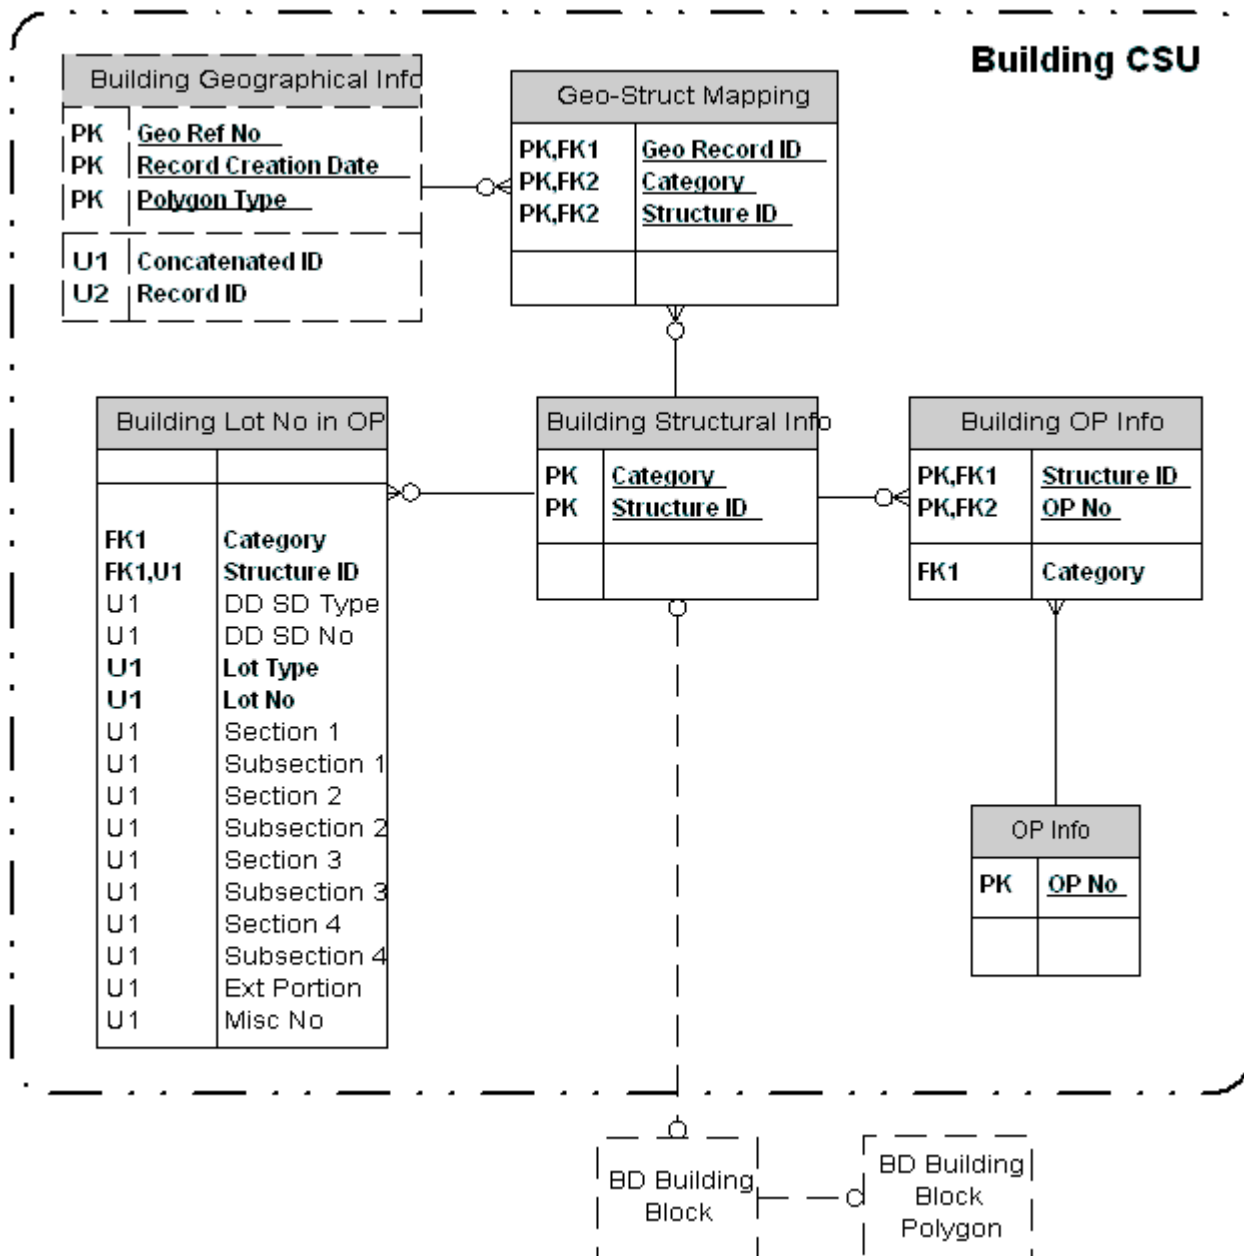 Building CSU
Building Geographical Info
PK Geo Ref No
PK Record Creation Date
PK Polygon Type
U1 Concatenated ID
U2 Record ID
Geo-Struct Mapping
PK,FK1 Geo Record ID
PK,FK2 Category
PK,FK2 Structure ID
Building Lot No in OP
FK1 Category
FK1,U1 Structure ID
U1 DD SD Type
U1 DD SD No
U1 Lot Type
U1 Lot No
U1 Section 1
U1 Subsection 1
U1 Section 2
U1 Subsection 2
U1 Section 3
U1 Subsection 3
U1 Section 4
U1 Subsection 4
U1 Ext Portion
U1 Misc No
Building Structural Info
PK Category
PK Structure ID
Building OP Info
PK,FK1 Structure ID
PK,FK2 OP No
FK1 Category
OP Info
PK OP No
BD Building
Block
BD Building
Block
Polygon